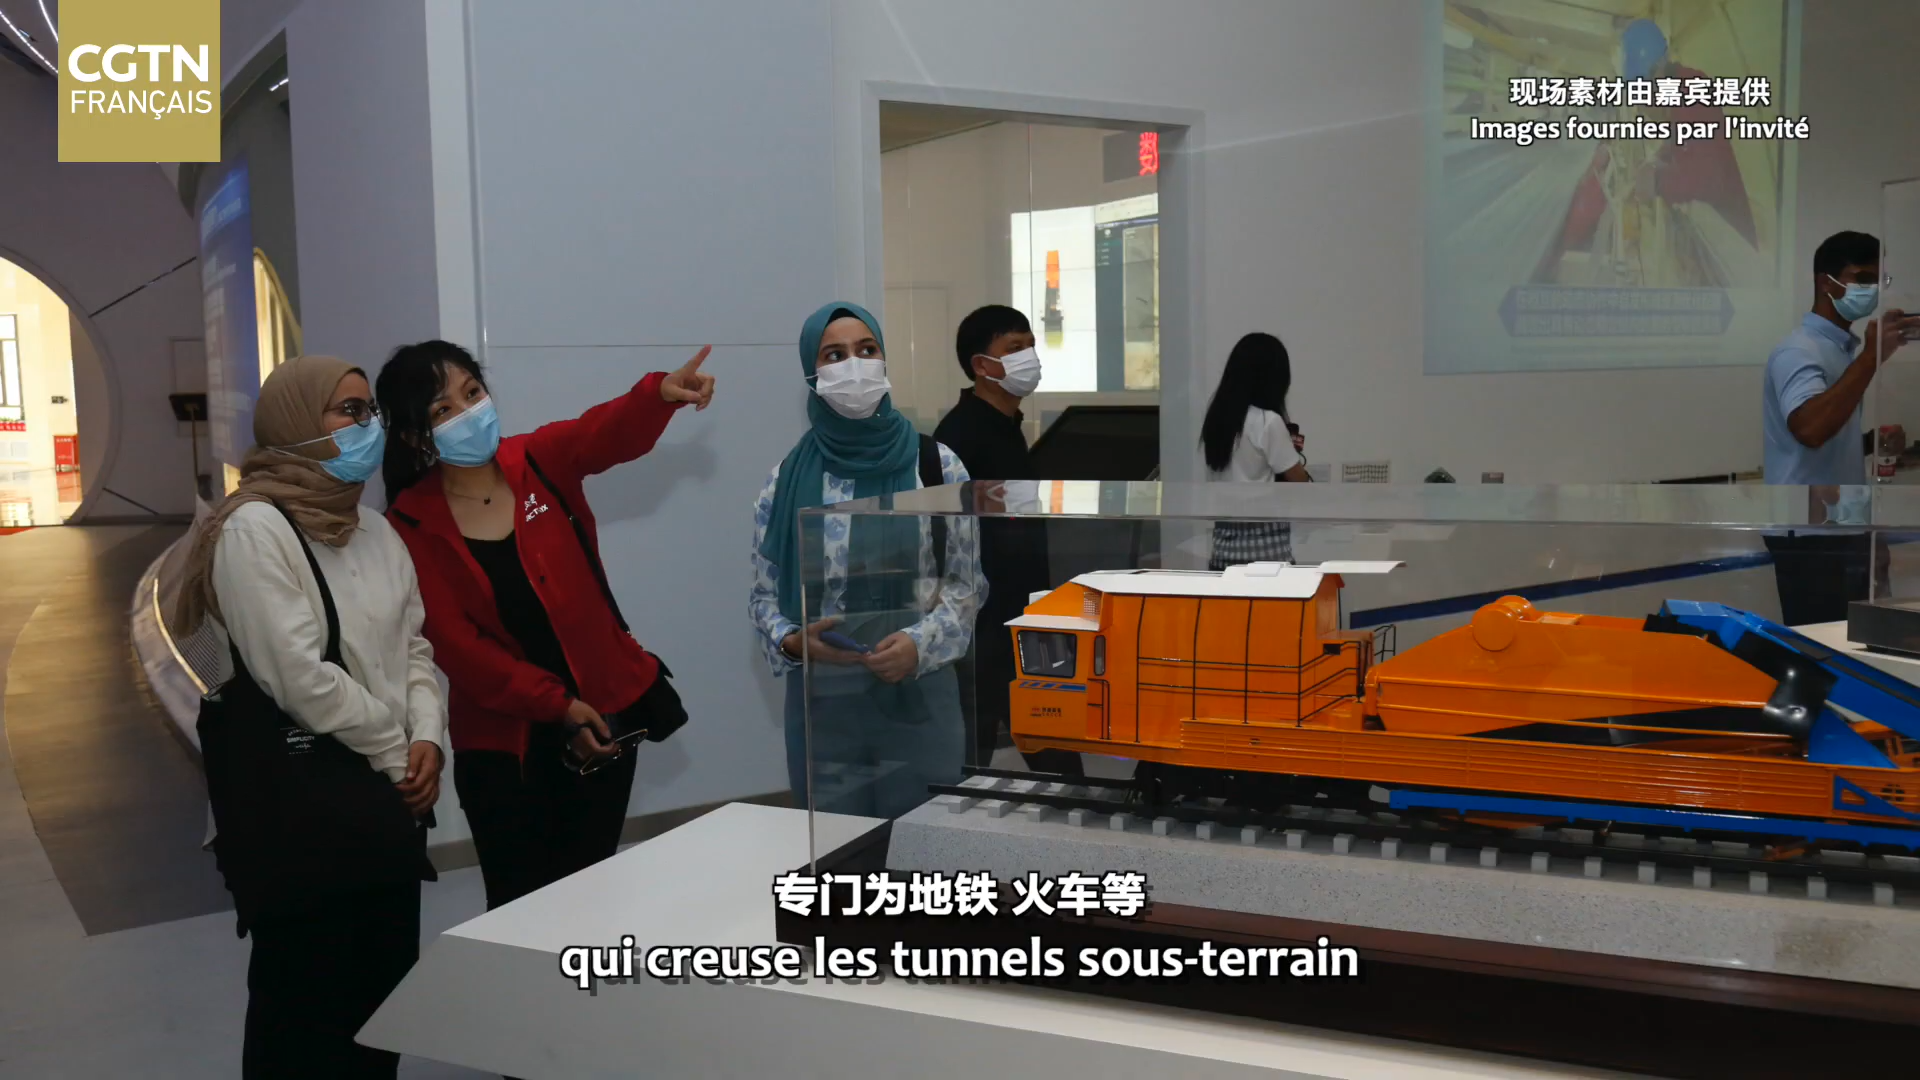 CGTN
FRANÇAIS
现场素材由嘉宾提供
Images fournies par l'invité
数
专门为地铁 火车等
qui creuse les tunnels sous-terrain